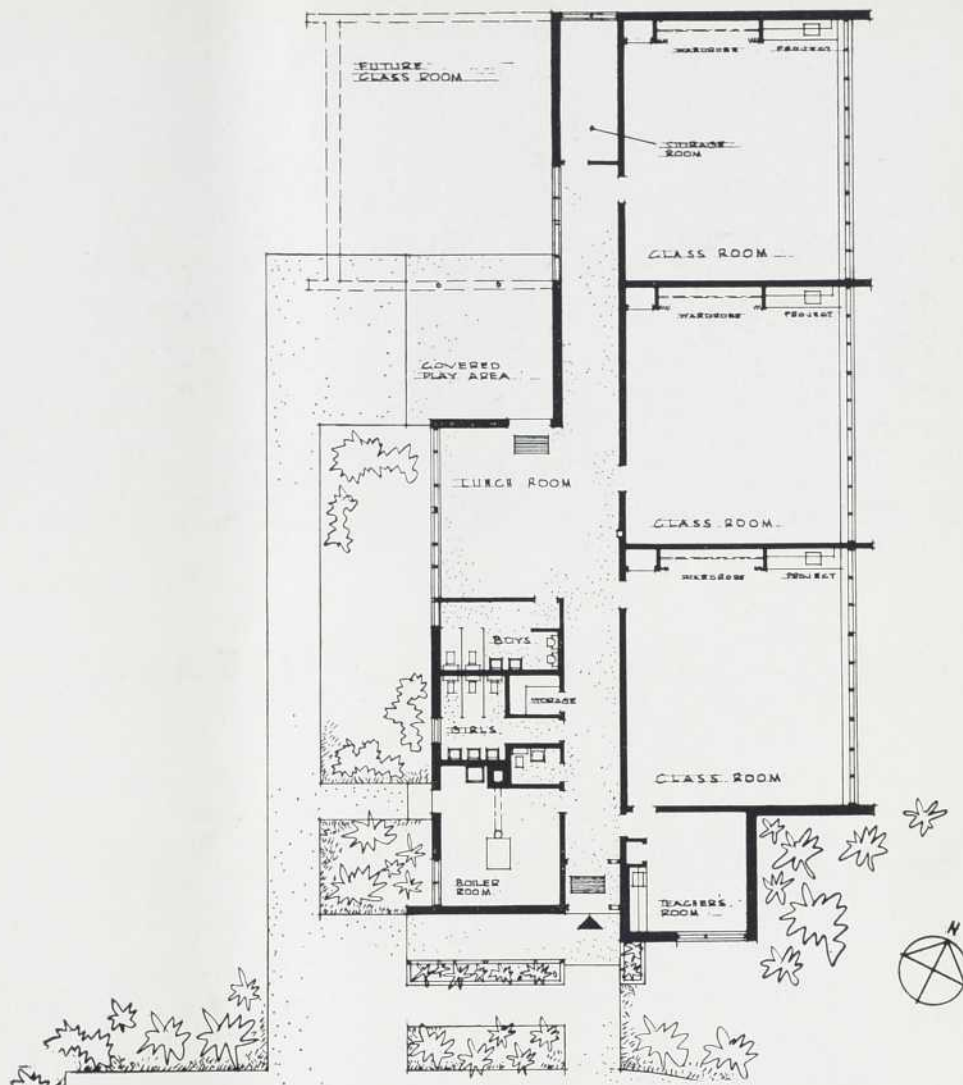 WARDROBE
PROJECT
FUTURE
CLASS ROOM
STORAGE
ROOM
CLASS ROOM
WARDROBE
PROJECT
COVERED
PLAY AREA
LUNCH ROOM
CLASS ROOM
WARDROBE
PROJECT
BOYS
STORAGE
GIRLS
CLASS ROOM
BOILER
ROOM
TEACHERS
ROOM
N